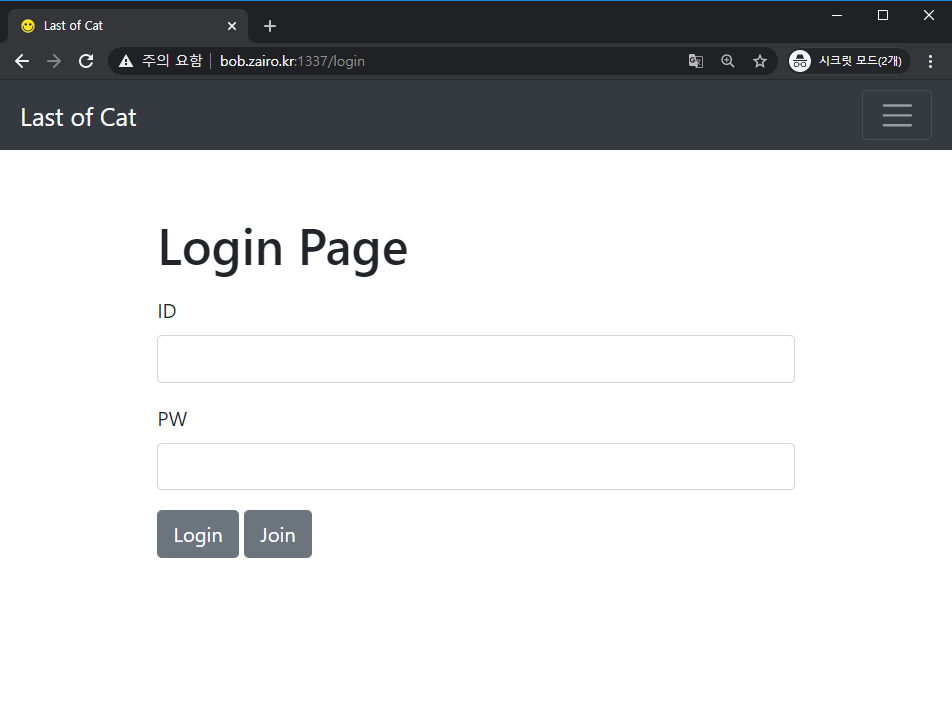 Last of Cat
주의 요함 bob.zairo.kr:1337/login 시크릿 모드(2개)
Last of Cat
Login Page
ID
PW
Login Join